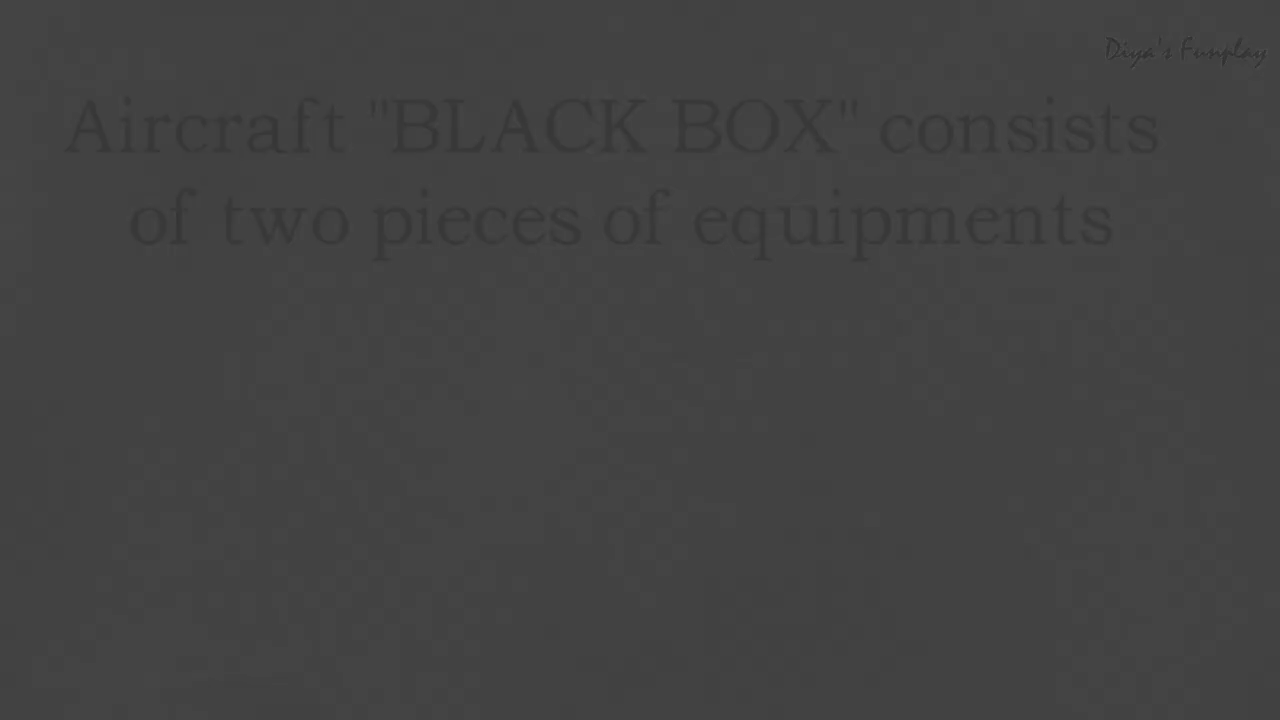 Diya's Funplay
Aircraft "BLACK BOX" consists
of two pieces of equipments